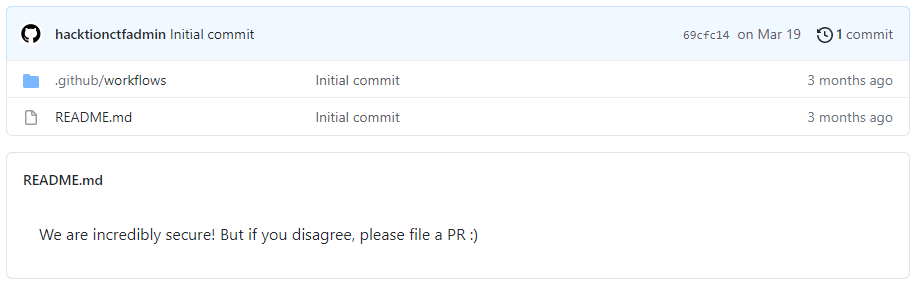 hacktionctfadmin Initial commit 69cfc14 on Mar 19 1 commit
.github/workflows Initial commit 3 months ago
README.md Initial commit 3 months ago
README.md
We are incredibly secure! But if you disagree, please file a PR :)